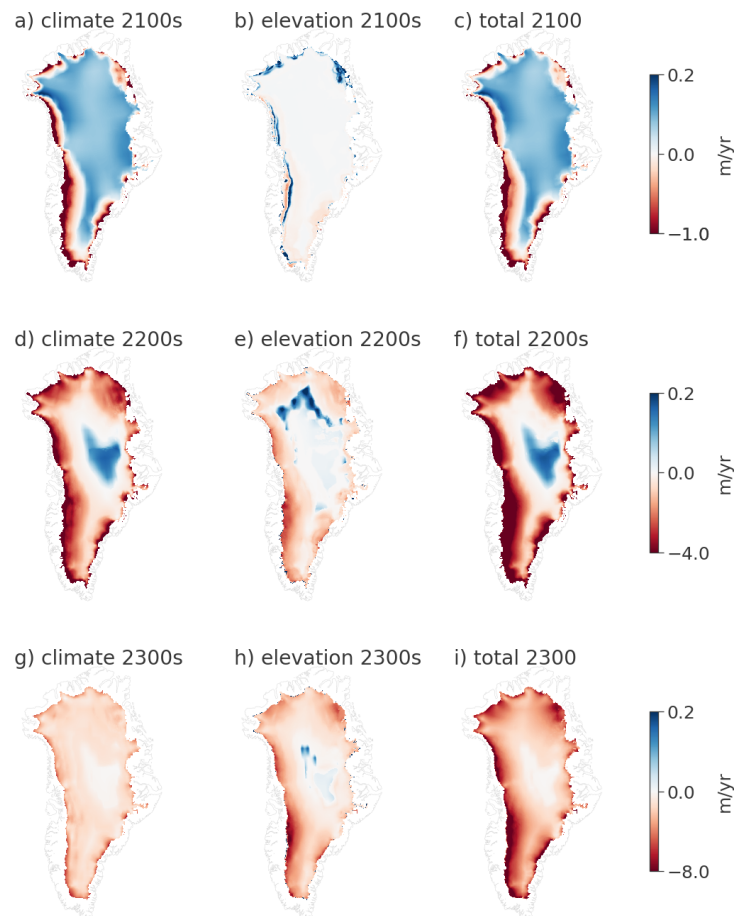 a) climate 2100s b) elevation 2100s c) total 2100
0.2
0.0
−1.0
m/yr
d) climate 2200s e) elevation 2200s f) total 2200s
0.2
0.0
−4.0
m/yr
g) climate 2300s h) elevation 2300s i) total 2300
0.2
0.0
−8.0
m/yr